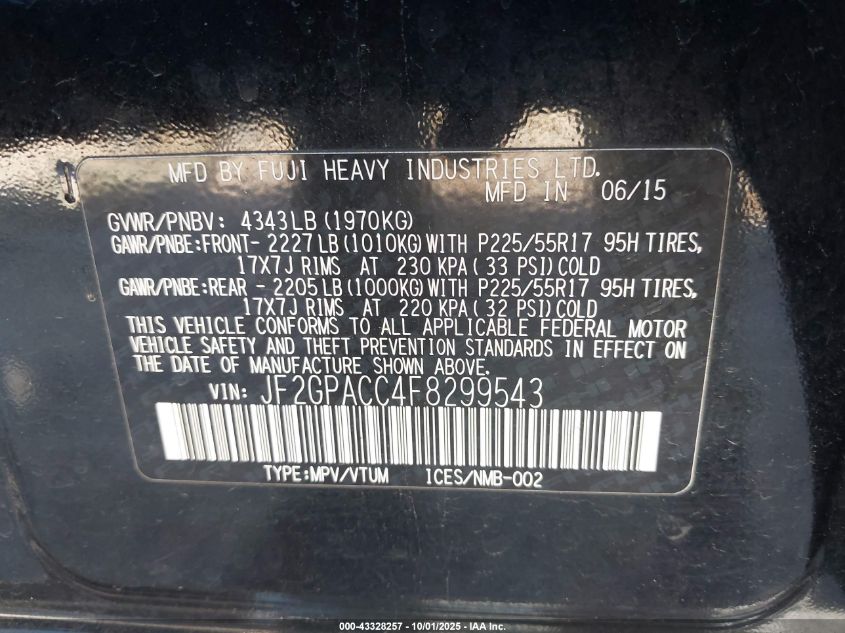 MFD BY FUJI HEAVY INDUSTRIES LTD.
MFD IN 06/15
GVWR/PNBV: 4343LB (1970KG)
GAWR/PNBE:FRONT- 2227LB (1010KG) WITH P225/55R17 95H TIRES,
17X7J RIMS AT 230 KPA ( 33 PSI) COLD
GAWR/PNBE:REAR - 2205LB (1000KG) WITH P225/55R17 95H TIRES,
17X7J RIMS AT 220 KPA ( 32 PSI) COLD
THIS VEHICLE CONFORMS TO ALL APPLICABLE FEDERAL MOTOR
VEHICLE SAFETY AND THEFT PREVENTION STANDARDS IN EFFECT ON
THE DATE OF MANUFACTURE SHOWN ABOVE.
VIN: JF2GPACC4F8299543
TYPE:MPV/VTUM ICES/NMB-002
000-43328257 - 10/01/2025 - IAA Inc.